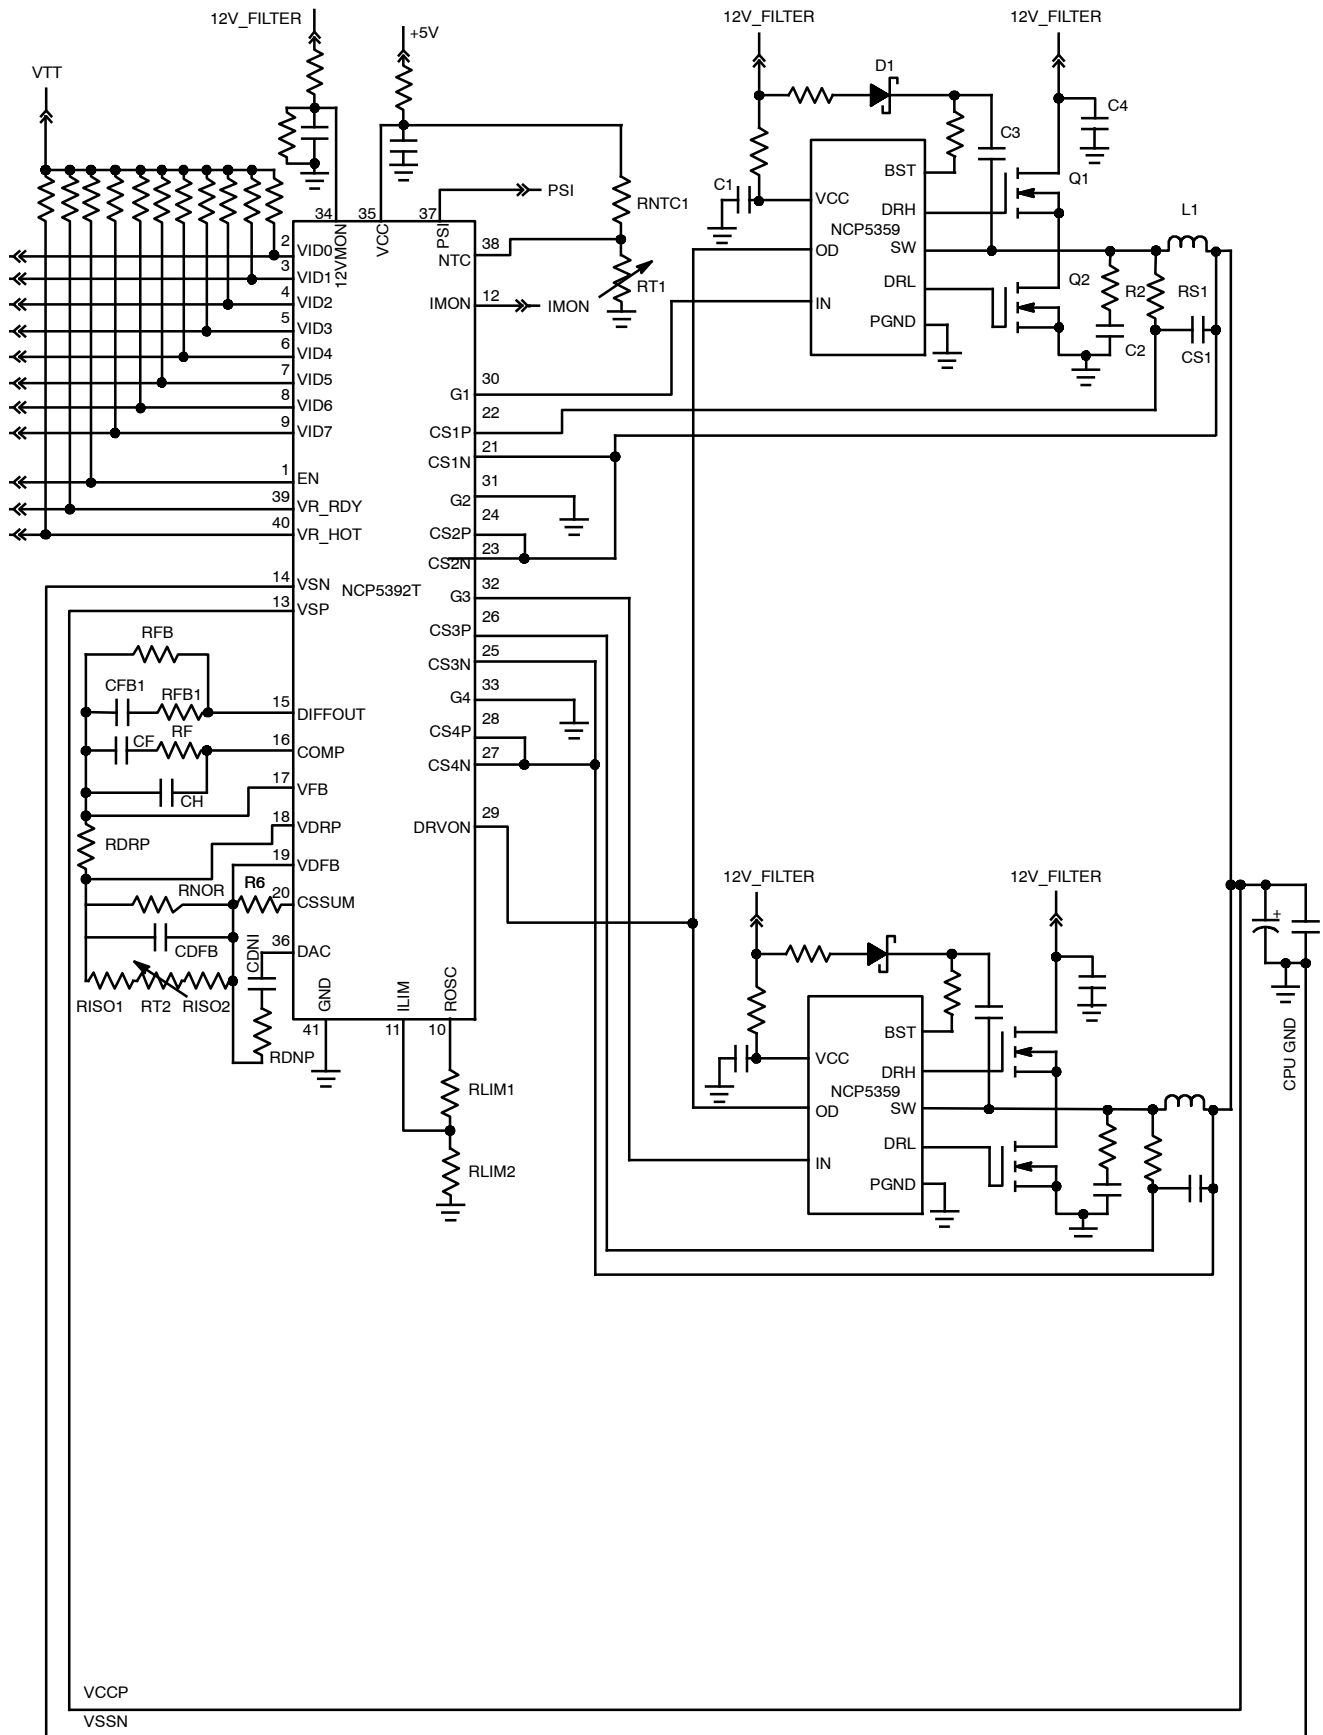 12V_FILTER
+5V
12V_FILTER
12V_FILTER
VTT
D1
C4
C3
C1
BST
VCC
DRH
Q1
NCP5359
L1
OD
SW
DRL
Q2
R2
RS1
IN
PGND
C2
CS1
PSI
RNTC1
RT1
IMON
34
35
37
12VMON
VCC
PSI
38
NTC
12
IMON
2
VID0
3
VID1
4
VID2
5
VID3
6
VID4
7
VID5
8
VID6
9
VID7
1
EN
39
VR_RDY
40
VR_HOT
30
G1
22
CS1P
21
CS1N
31
G2
24
CS2P
23
CS2N
14
VSN
NCP5392T
13
VSP
32
G3
26
CS3P
25
CS3N
33
G4
28
CS4P
27
CS4N
29
DRVON
RFB
CFB1
RFB1
15
DIFFOUT
CF
RF
16
COMP
CH
17
VFB
18
VDRP
RDRP
19
VDFB
RNOR
R6
20
CSSUM
CDFB
CDNI
36
DAC
RISO1
RT2
RISO2
RDNP
GND
ILIM
ROSC
41
11
10
RLIM1
RLIM2
12V_FILTER
12V_FILTER
BST
VCC
DRH
NCP5359
OD
SW
DRL
IN
PGND
+
CPU GND
VCCP
VSSN